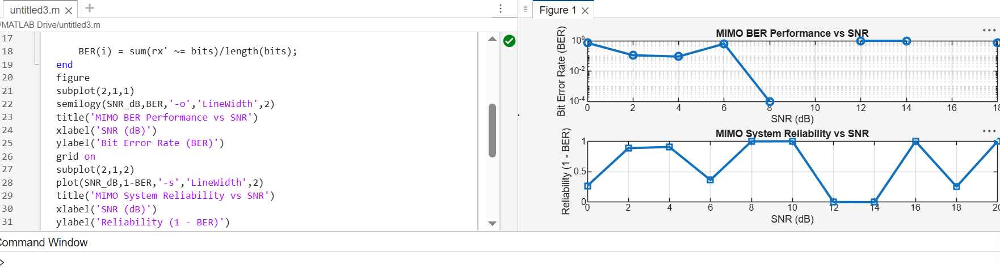 untitled3.m
/MATLAB Drive/untitled3.m
17
18 BER(i) = sum(rx' ~= bits)/length(bits);
19 end
20 figure
21 subplot(2,1,1)
22 semilogy(SNR_dB,BER,'-o','LineWidth',2)
23 title('MIMO BER Performance vs SNR')
24 xlabel('SNR (dB)')
25 ylabel('Bit Error Rate (BER)')
26 grid on
27 subplot(2,1,2)
28 plot(SNR_dB,1-BER,'-s','LineWidth',2)
29 title('MIMO System Reliability vs SNR')
30 xlabel('SNR (dB)')
31 ylabel('Reliability (1 - BER)')
Command Window
>
Figure 1
MIMO BER Performance vs SNR
Bit Error Rate (BER)
10^0
10^-2
10^-4
0 2 4 6 8 10 12 14 16 18
SNR (dB)
MIMO System Reliability vs SNR
Reliability (1 - BER)
1
0.5
0
0 2 4 6 8 10 12 14 16 18 20
SNR (dB)